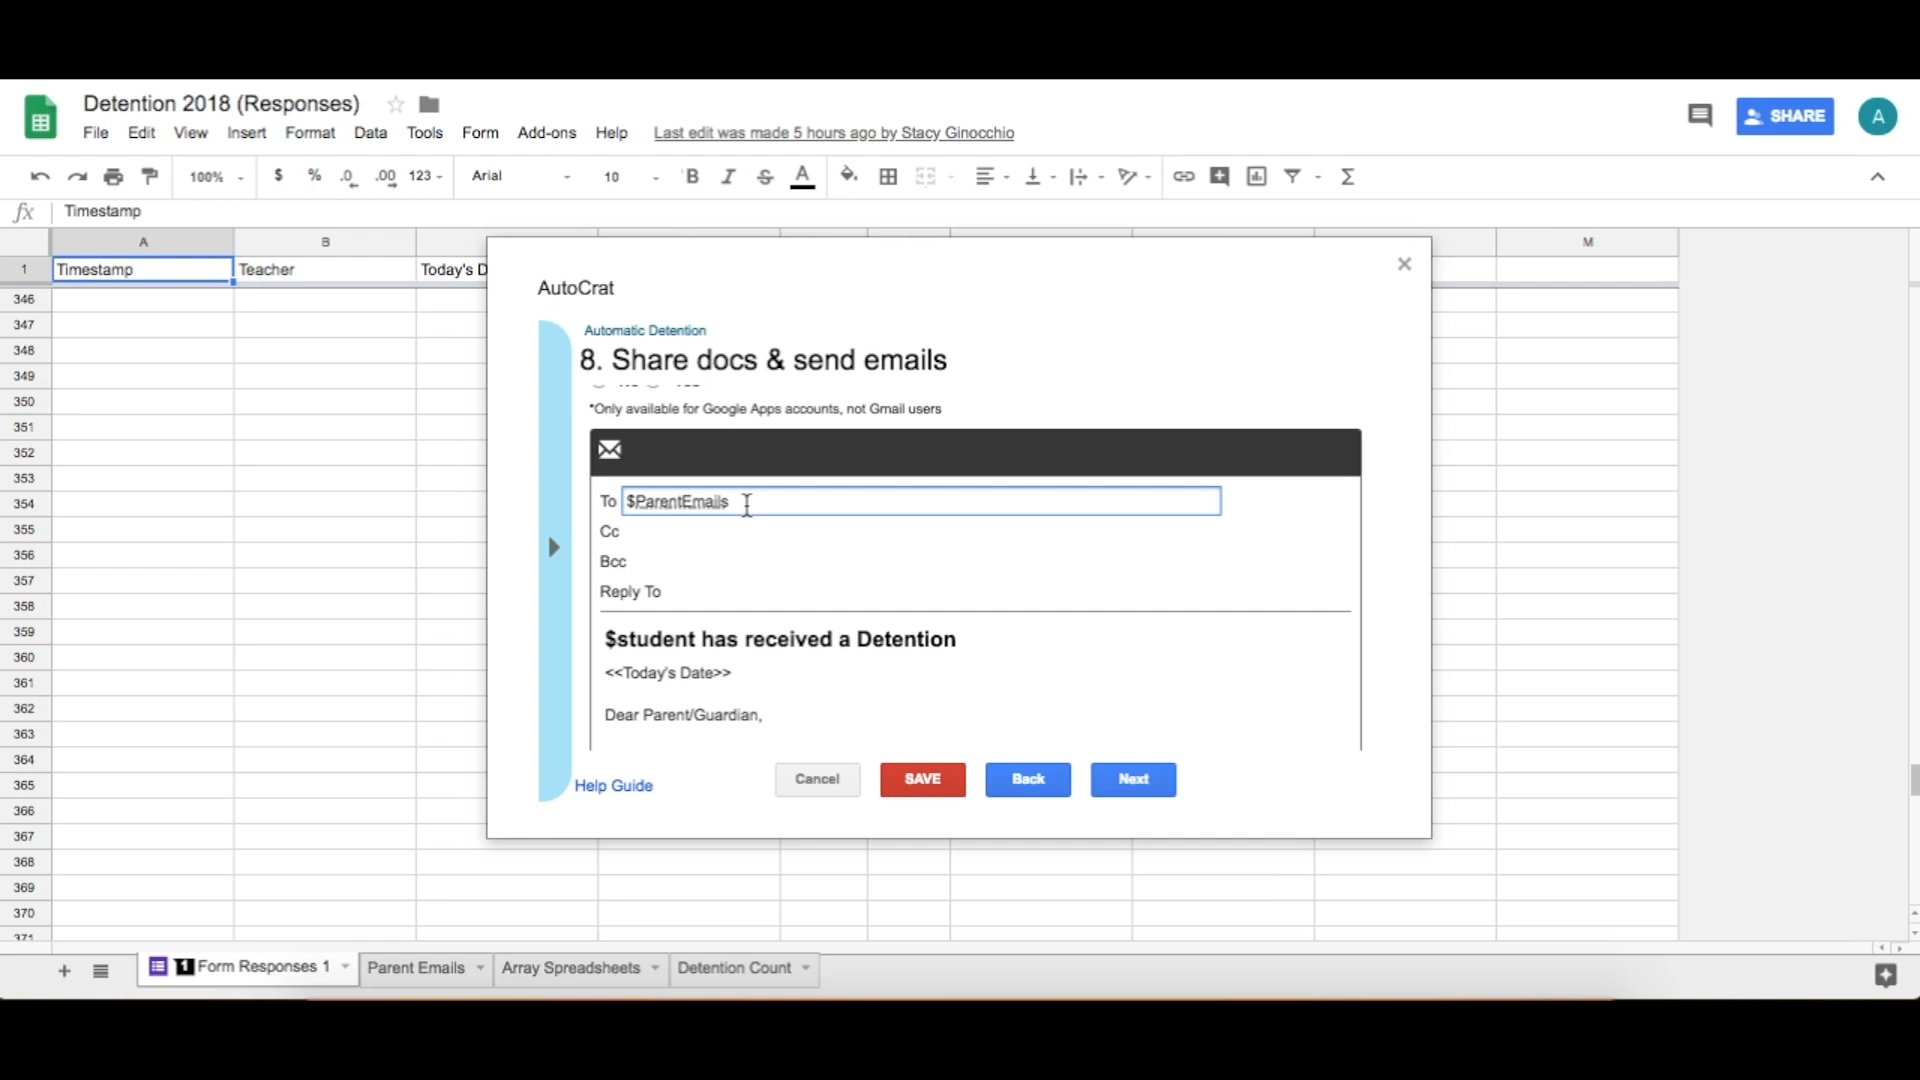 Detention 2018 (Responses)
File Edit View Insert Format Data Tools Form Add-ons Help Last edit was made 5 hours ago by Stacy Ginocchio
SHARE
A
100% $ % .0 .00 123 Arial 10 B I S A Σ
fx Timestamp
A B M
1 Timestamp Teacher Today's D
346
347
348
349
350
351
352
353
354
355
356
357
358
359
360
361
362
363
364
365
366
367
368
369
370
371
AutoCrat
Automatic Detention
8. Share docs & send emails
*Only available for Google Apps accounts, not Gmail users
To $ParentEmails
Cc
Bcc
Reply To
$student has received a Detention
<<Today's Date>>
Dear Parent/Guardian,
Help Guide
Cancel SAVE Back Next
1 Form Responses 1 Parent Emails Array Spreadsheets Detention Count